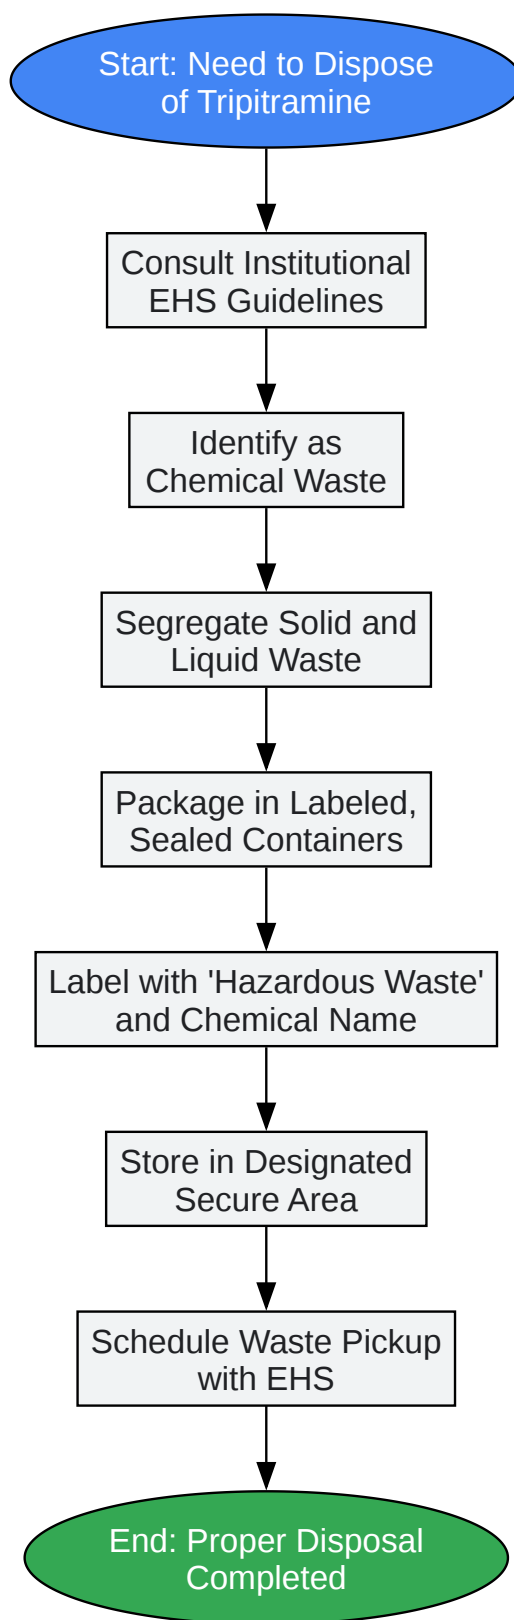 Start: Need to Dispose
of Tripitramine
Consult Institutional
EHS Guidelines
Identify as
Chemical Waste
Segregate Solid and
Liquid Waste
Package in Labeled,
Sealed Containers
Label with 'Hazardous Waste'
and Chemical Name
Store in Designated
Secure Area
Schedule Waste Pickup
with EHS
End: Proper Disposal
Completed